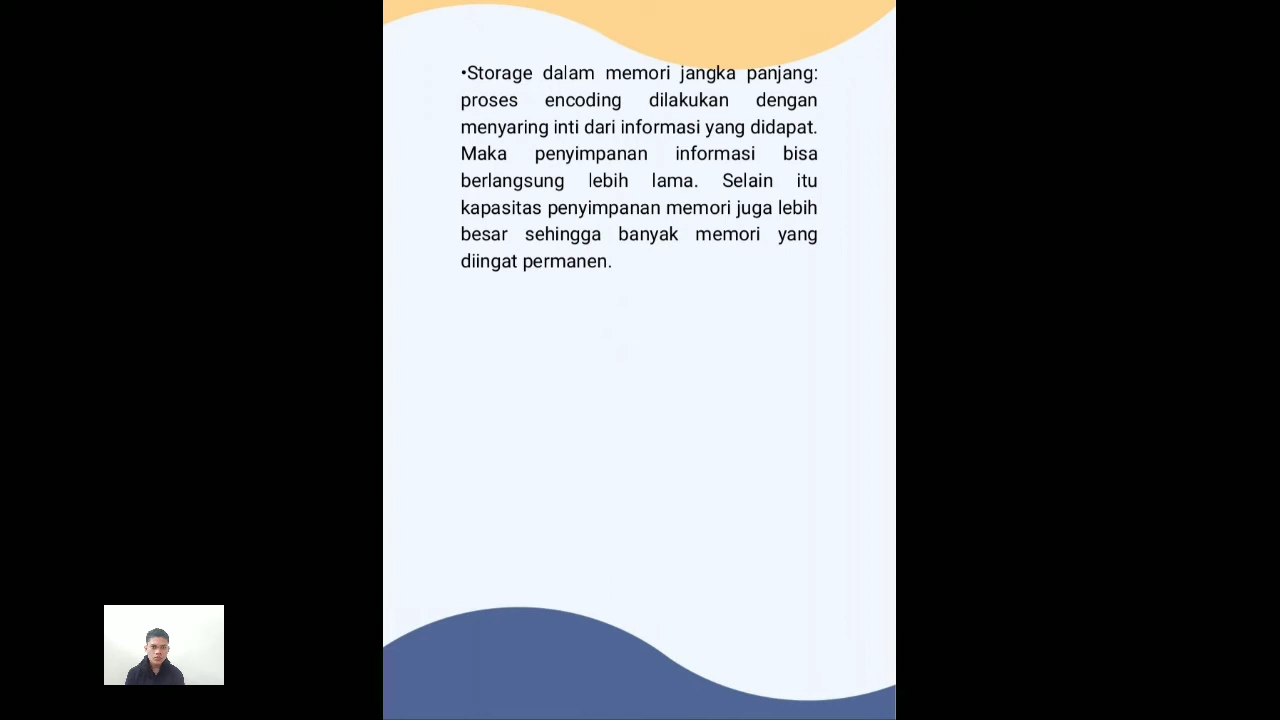 •Storage dalam memori jangka panjang:
proses encoding dilakukan dengan
menyaring inti dari informasi yang didapat.
Maka penyimpanan informasi bisa
berlangsung lebih lama. Selain itu
kapasitas penyimpanan memori juga lebih
besar sehingga banyak memori yang
diingat permanen.